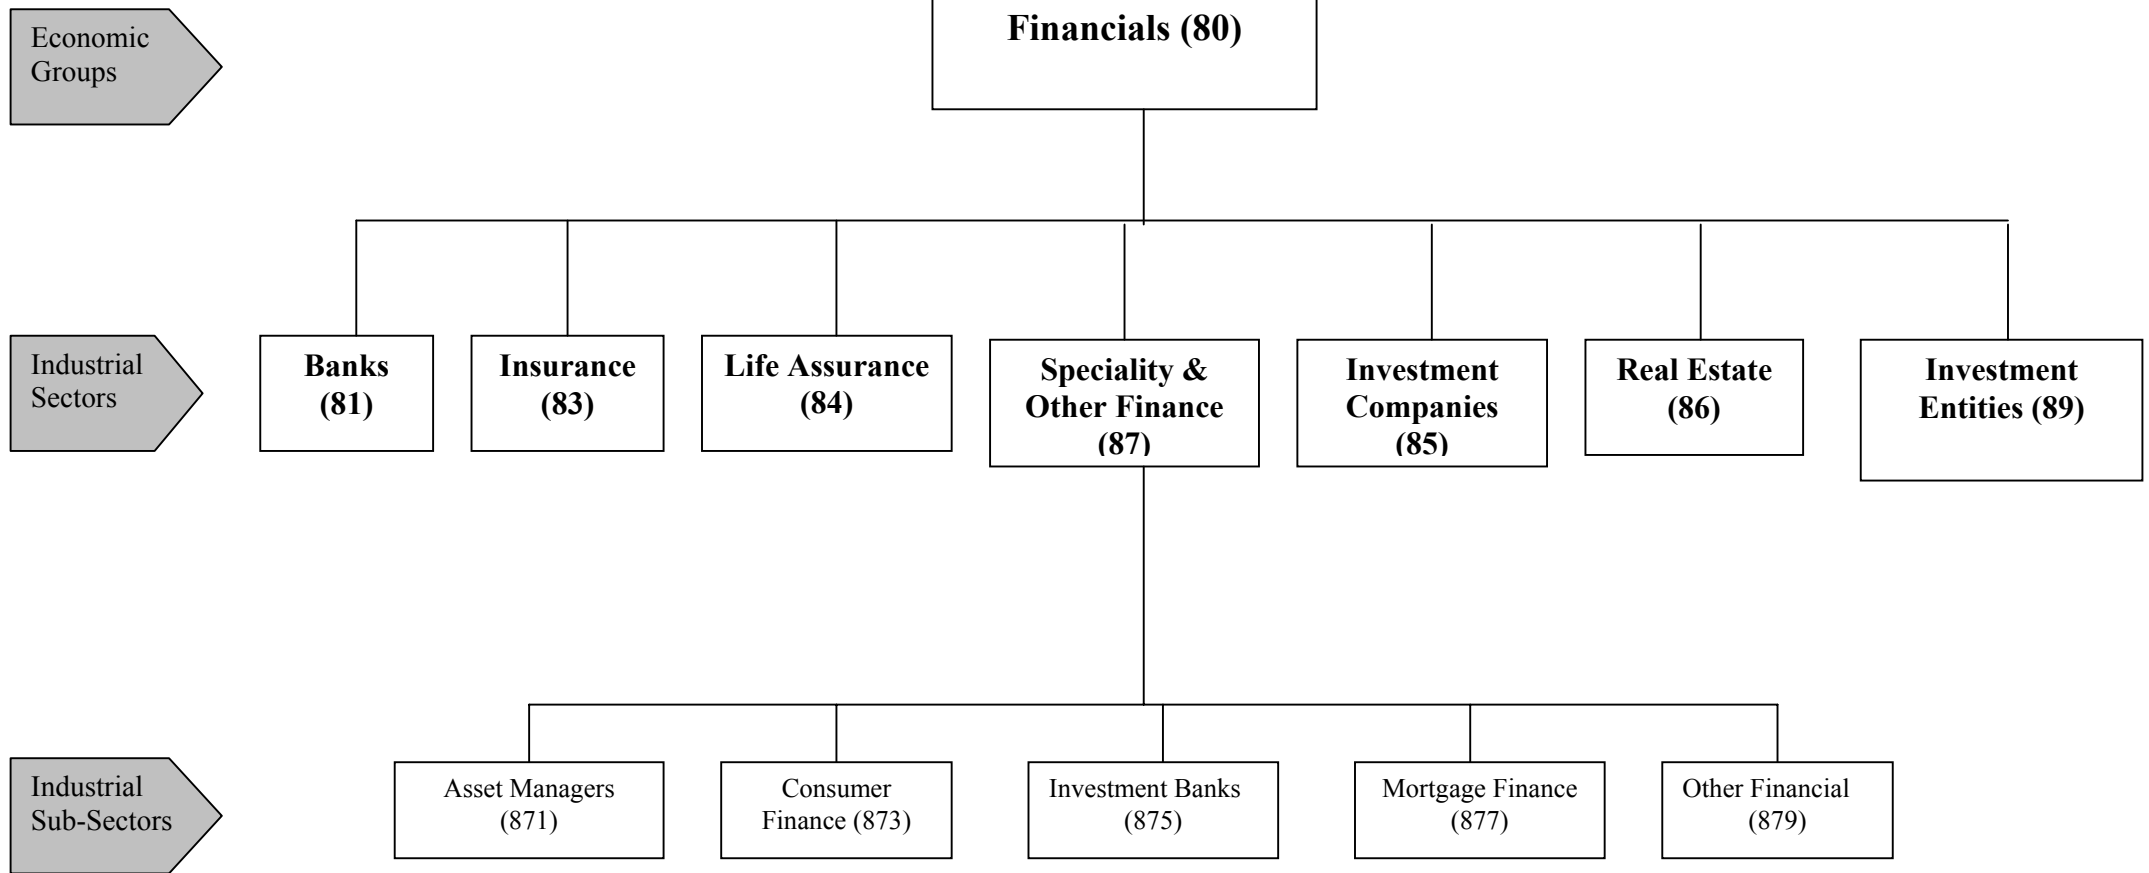 Economic
Groups
Financials (80)
Industrial
Sectors
Banks
(81)
Insurance
(83)
Life Assurance
(84)
Speciality &
Other Finance
(87)
Investment
Companies
(85)
Real Estate
(86)
Investment
Entities (89)
Industrial
Sub-Sectors
Asset Managers
(871)
Consumer
Finance (873)
Investment Banks
(875)
Mortgage Finance
(877)
Other Financial
(879)